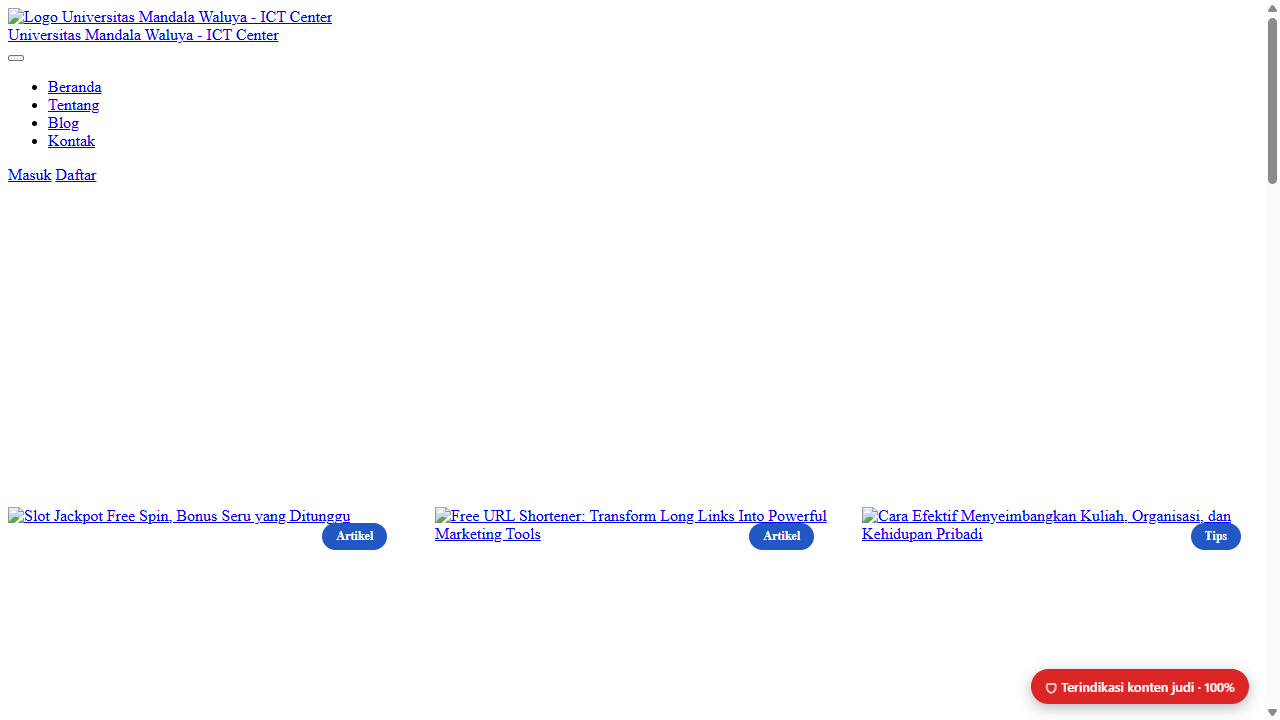 Logo Universitas Mandala Waluya - ICT Center
Universitas Mandala Waluya - ICT Center
Beranda
Tentang
Blog
Kontak
Masuk Daftar
Slot Jackpot Free Spin, Bonus Seru yang Ditunggu
Artikel
Free URL Shortener: Transform Long Links Into Powerful
Marketing Tools
Artikel
Cara Efektif Menyeimbangkan Kuliah, Organisasi, dan
Kehidupan Pribadi
Tips
Terindikasi konten judi · 100%